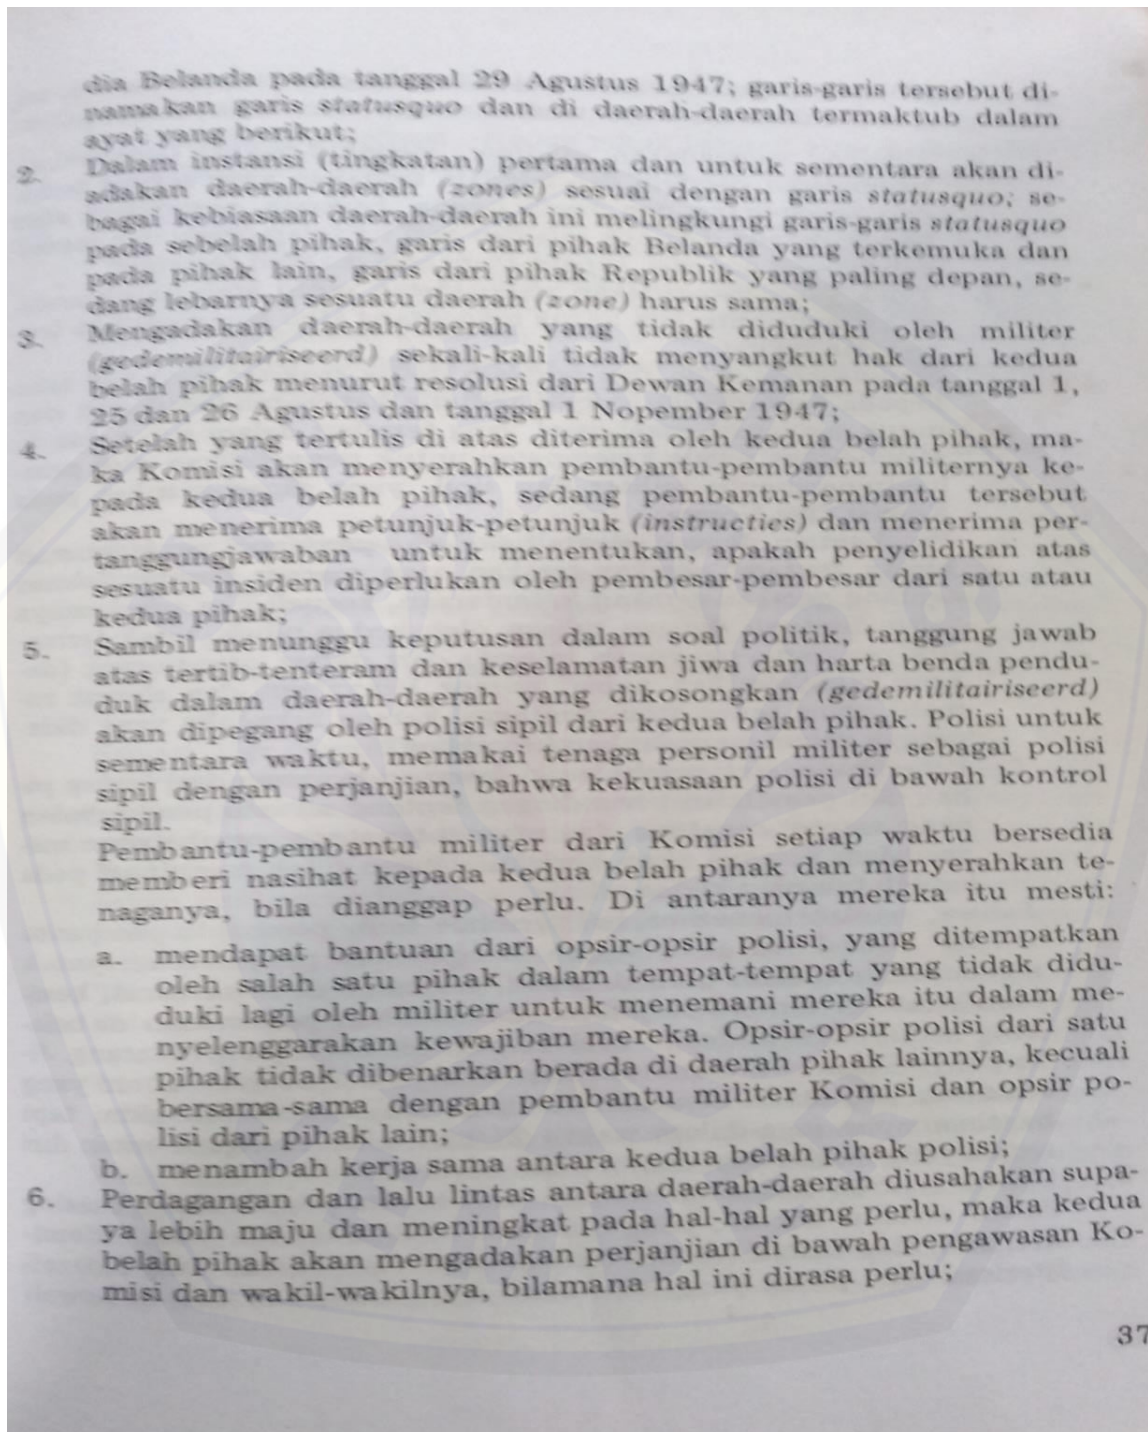 dia Belanda pada tanggal 29 Agustus 1947; garis-garis tersebut di-
namakan garis statusquo dan di daerah-daerah termaktub dalam
ayat yang berikut;
2. Dalam instansi (tingkatan) pertama dan untuk sementara akan di-
adakan daerah-daerah (zones) sesuai dengan garis statusquo; se-
bagai kebiasaan daerah-daerah ini melingkungi garis-garis statusquo
pada sebelah pihak, garis dari pihak Belanda yang terkemuka dan
pada pihak lain, garis dari pihak Republik yang paling depan, se-
dang lebarnya sesuatu daerah (zone) harus sama;
3. Mengadakan daerah-daerah yang tidak diduduki oleh militer
(gedemilitairiseerd) sekali-kali tidak menyangkut hak dari kedua
belah pihak menurut resolusi dari Dewan Kemanan pada tanggal 1,
25 dan 26 Agustus dan tanggal 1 Nopember 1947;
4. Setelah yang tertulis di atas diterima oleh kedua belah pihak, ma-
ka Komisi akan menyerahkan pembantu-pembantu militernya ke-
pada kedua belah pihak, sedang pembantu-pembantu tersebut
akan menerima petunjuk-petunjuk (instructies) dan menerima per-
tanggungjawaban untuk menentukan, apakah penyelidikan atas
sesuatu insiden diperlukan oleh pembesar-pembesar dari satu atau
kedua pihak;
5. Sambil menunggu keputusan dalam soal politik, tanggung jawab
atas tertib-tenteram dan keselamatan jiwa dan harta benda pendu-
duk dalam daerah-daerah yang dikosongkan (gedemilitairiseerd)
akan dipegang oleh polisi sipil dari kedua belah pihak. Polisi untuk
sementara waktu, memakai tenaga personil militer sebagai polisi
sipil dengan perjanjian, bahwa kekuasaan polisi di bawah kontrol
sipil.
Pembantu-pembantu militer dari Komisi setiap waktu bersedia
memberi nasihat kepada kedua belah pihak dan menyerahkan te-
naganya, bila dianggap perlu. Di antaranya mereka itu mesti:
a. mendapat bantuan dari opsir-opsir polisi, yang ditempatkan
oleh salah satu pihak dalam tempat-tempat yang tidak didu-
duki lagi oleh militer untuk menemani mereka itu dalam me-
nyelenggarakan kewajiban mereka. Opsir-opsir polisi dari satu
pihak tidak dibenarkan berada di daerah pihak lainnya, kecuali
bersama-sama dengan pembantu militer Komisi dan opsir po-
lisi dari pihak lain;
b. menambah kerja sama antara kedua belah pihak polisi;
6. Perdagangan dan lalu lintas antara daerah-daerah diusahakan supa-
ya lebih maju dan meningkat pada hal-hal yang perlu, maka kedua
belah pihak akan mengadakan perjanjian di bawah pengawasan Ko-
misi dan wakil-wakilnya, bilamana hal ini dirasa perlu;
37